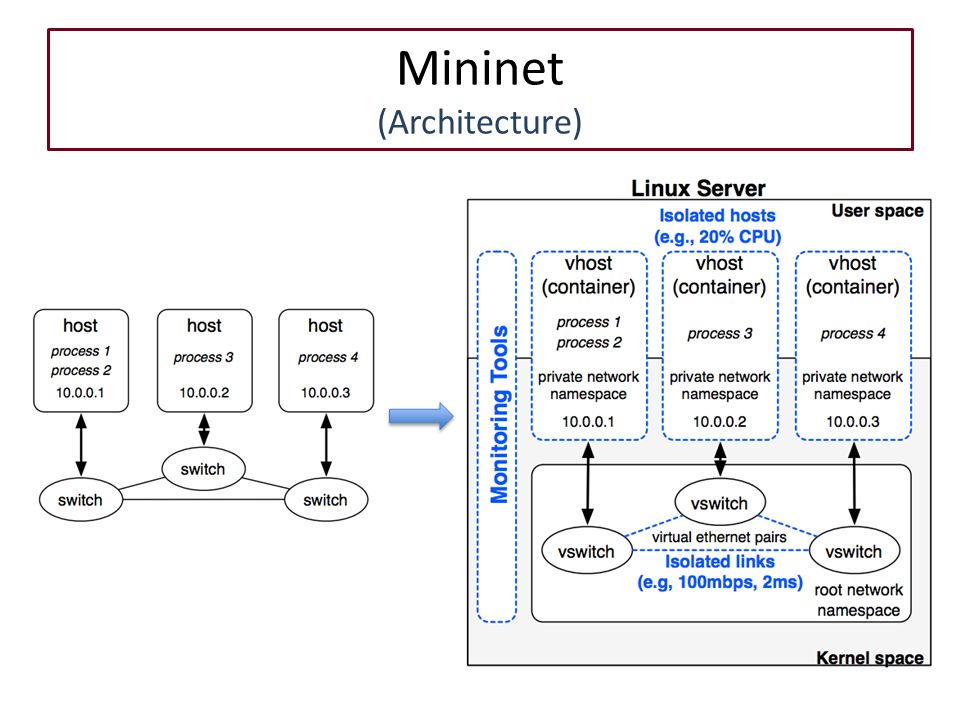 Mininet
(Architecture)
host
process 1
process 2
10.0.0.1
host
process 3
10.0.0.2
host
process 4
10.0.0.3
switch
switch
switch
Linux Server
User space
Isolated hosts
(e.g., 20% CPU)
Monitoring Tools
vhost
(container)
process 1
process 2
private network
namespace
10.0.0.1
vhost
(container)
process 3
private network
namespace
10.0.0.2
vhost
(container)
process 4
private network
namespace
10.0.0.3
vswitch
vswitch
virtual ethernet pairs
vswitch
Isolated links
(e.g, 100mbps, 2ms)
root network
namespace
Kernel space